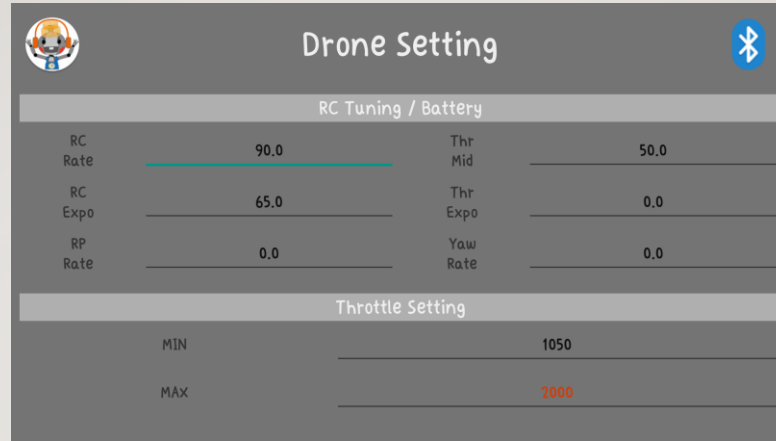 Drone Setting
RC Tuning / Battery
RC
Rate
90.0
Thr
Mid
50.0
RC
Expo
65.0
Thr
Expo
0.0
RP
Rate
0.0
Yaw
Rate
0.0
Throttle Setting
MIN
1050
MAX
2000